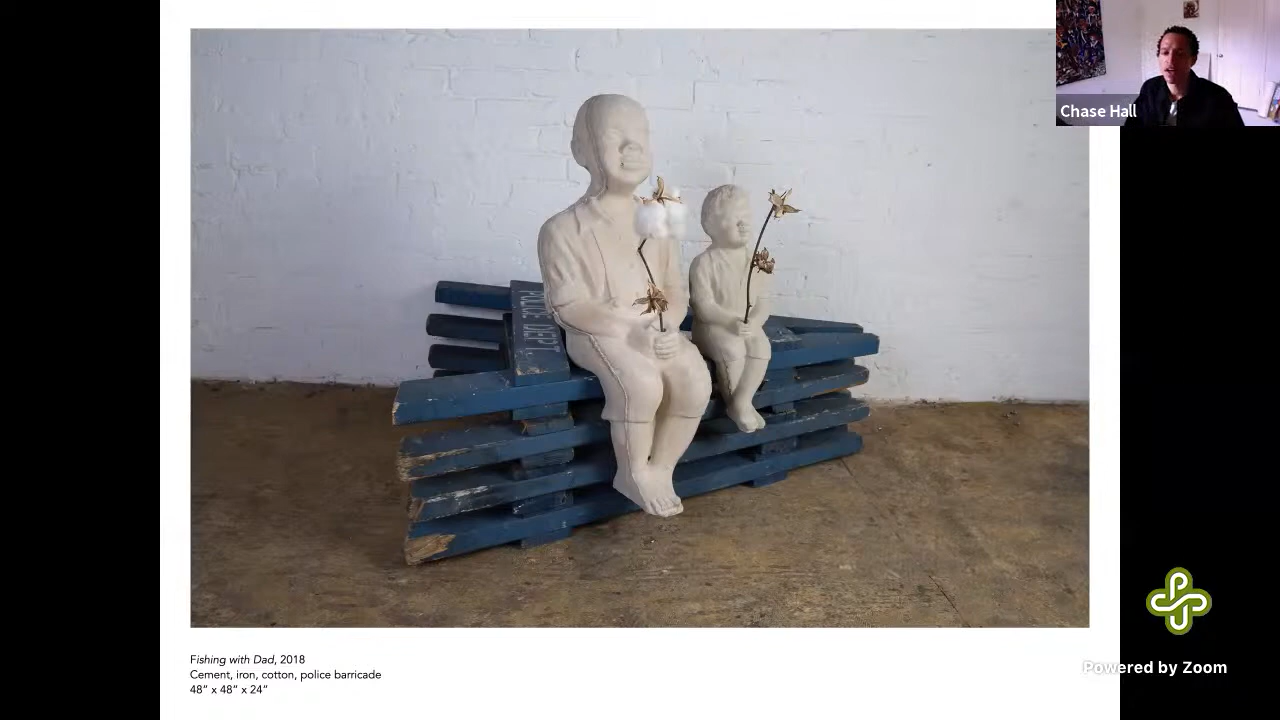 Chase Hall
POLICE DEPT
Fishing with Dad, 2018
Cement, iron, cotton, police barricade
48" x 48" x 24"
Powered by Zoom